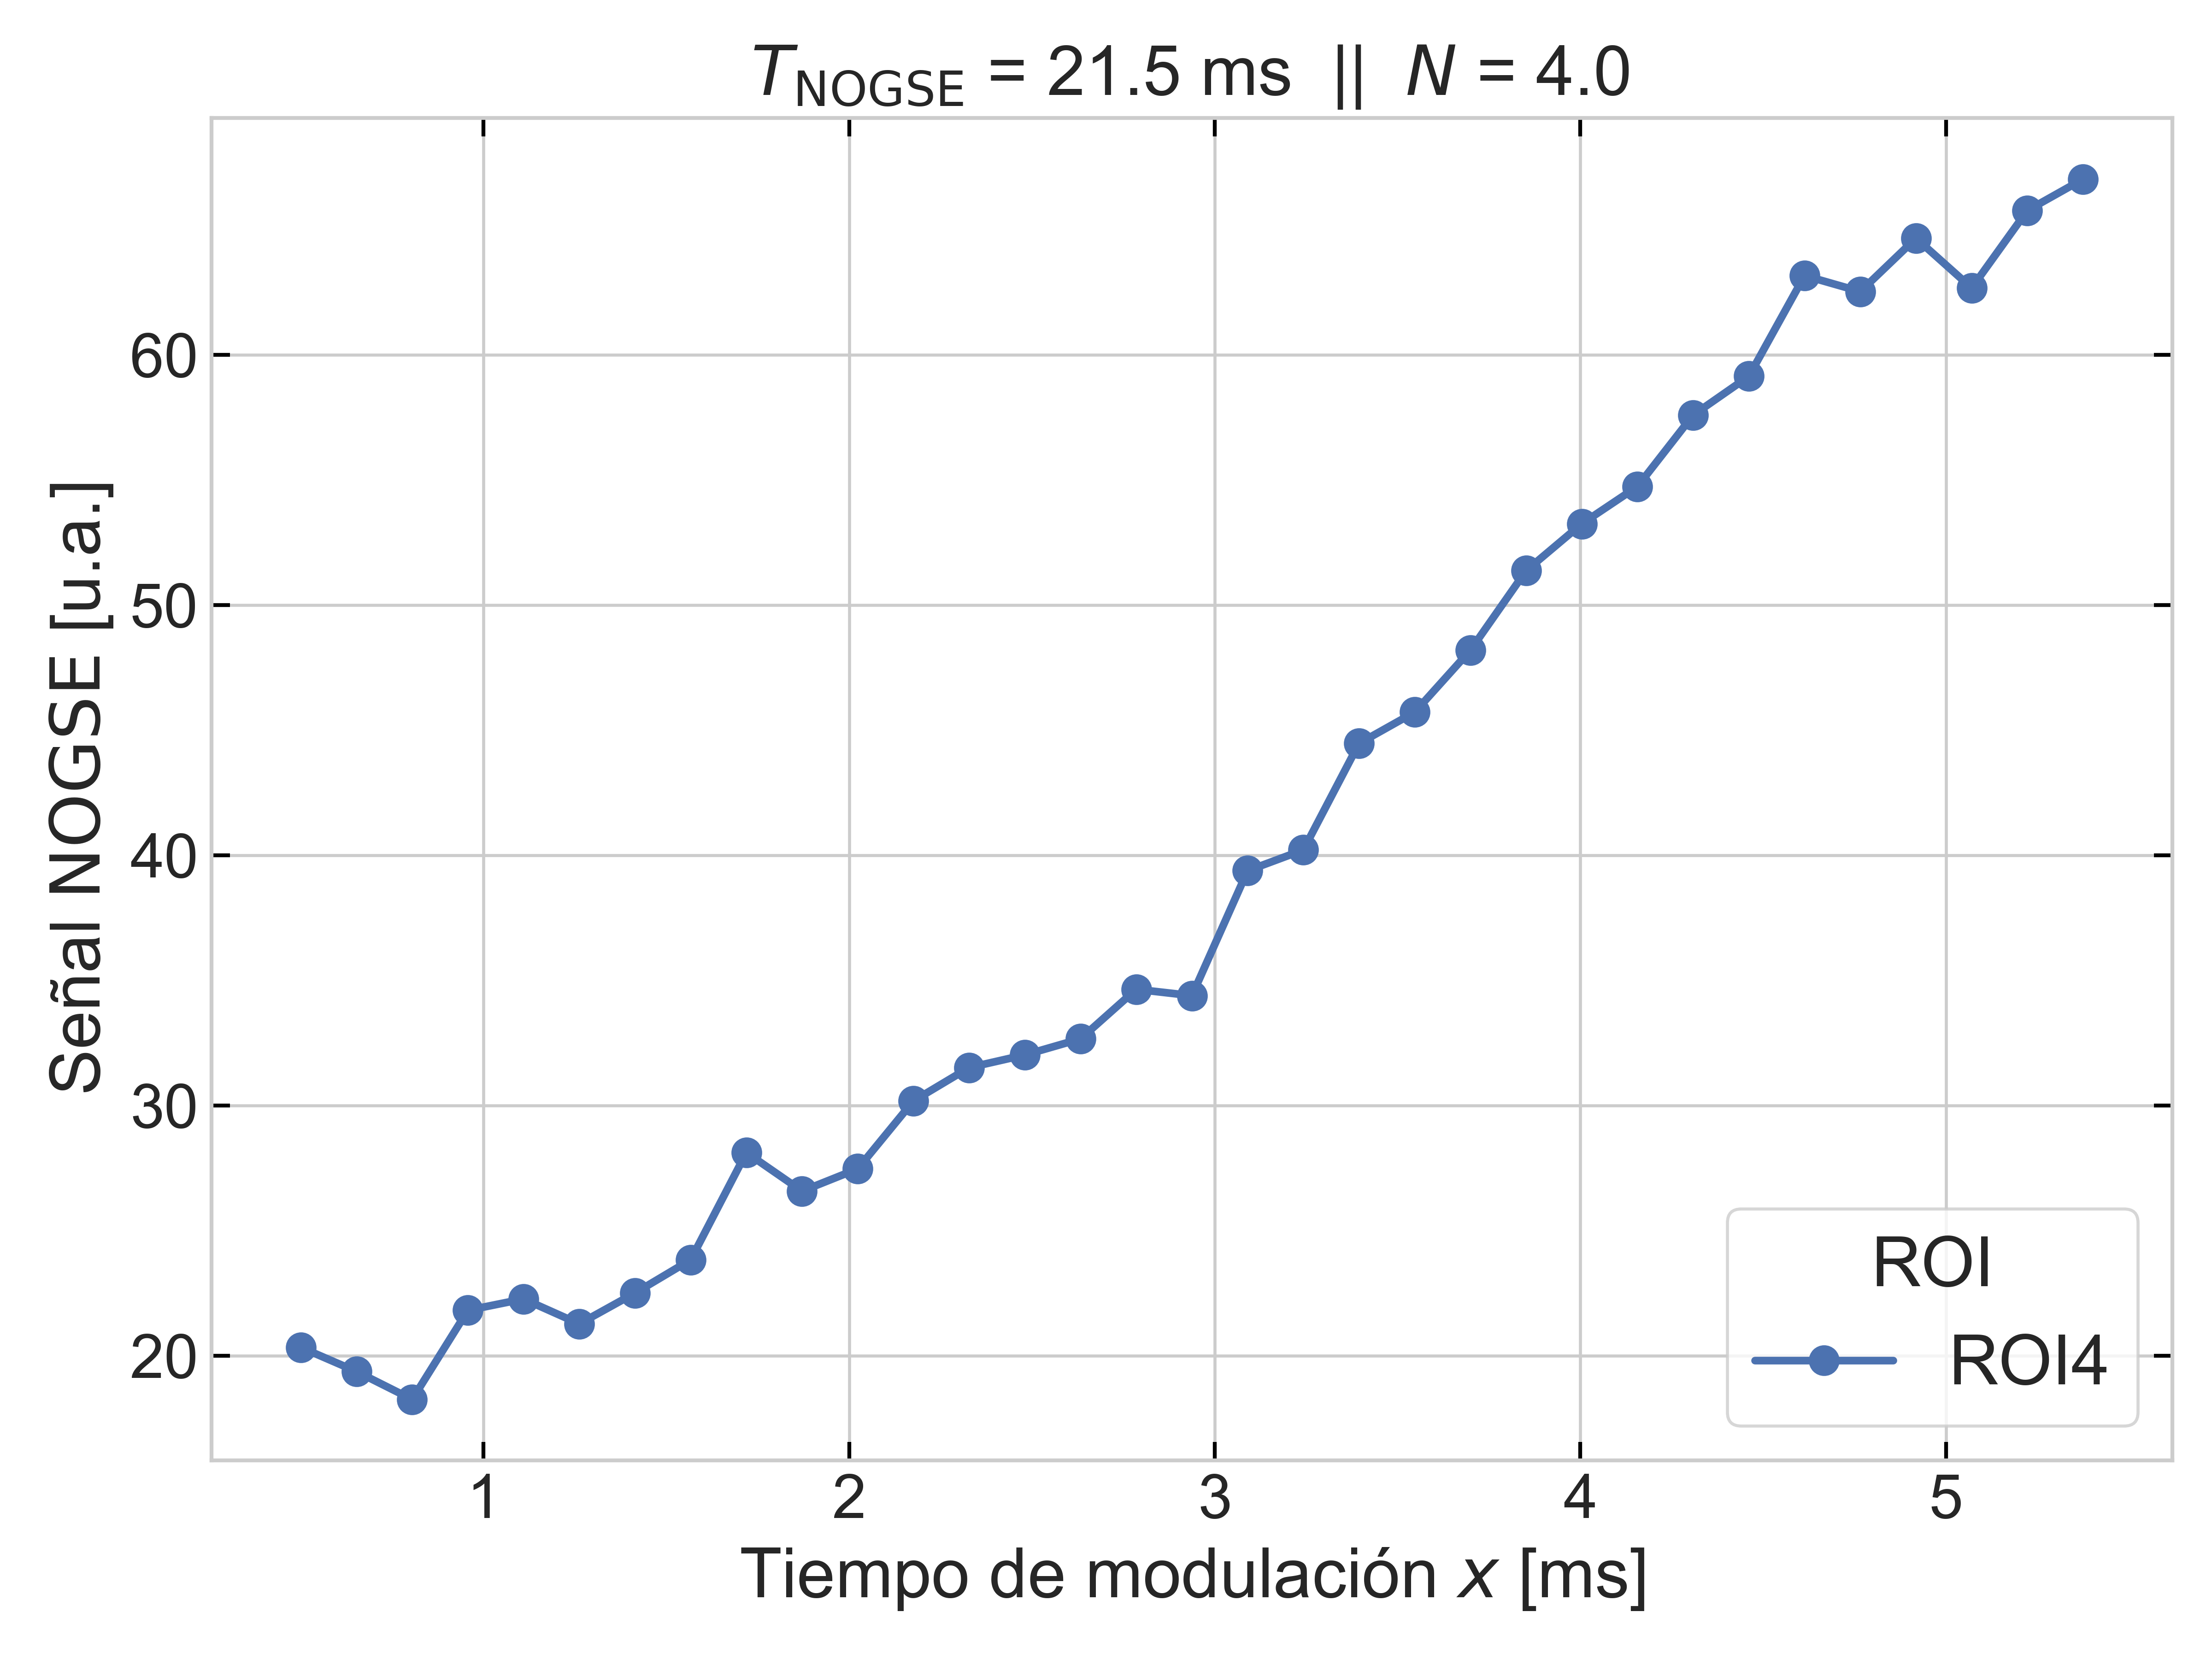 T_NOGSE = 21.5 ms || N = 4.0
Señal NOGSE [u.a.]
60
50
40
30
20
ROI
ROI4
1 2 3 4 5
Tiempo de modulación x [ms]